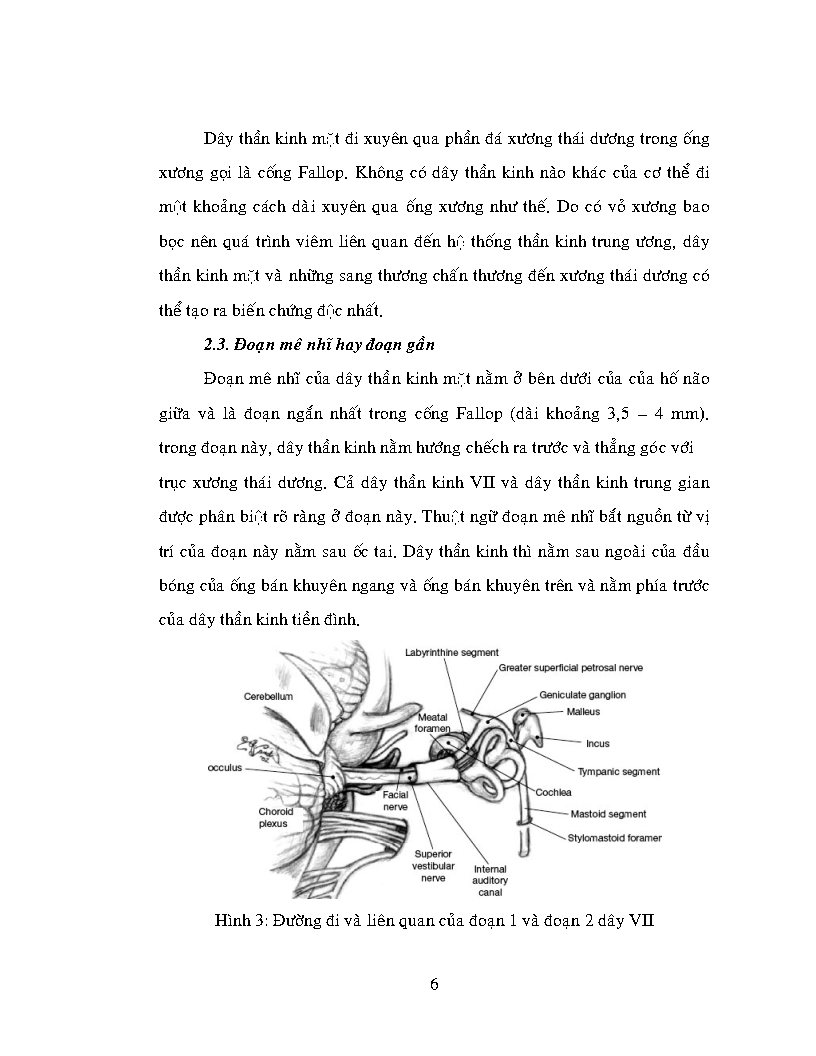 Dây thần kinh mặt đi xuyên qua phần đá xương thái dương trong ống
xương gọi là cống Fallop. Không có dây thần kinh nào khác của cơ thể đi
một khoảng cách dài xuyên qua ống xương như thế. Do có vỏ xương bao
bọc nên quá trình viêm liên quan đến hệ thống thần kinh trung ương, dây
thần kinh mặt và những sang thương chấn thương đến xương thái dương có
thể tạo ra biến chứng độc nhất.
2.3. Đoạn mê nhĩ hay đoạn gần
Đoạn mê nhĩ của dây thần kinh mặt nằm ở bên dưới của của hố não
giữa và là đoạn ngắn nhất trong cống Fallop (dài khoảng 3,5 – 4 mm).
trong đoạn này, dây thần kinh nằm hướng chếch ra trước và thẳng góc với
trục xương thái dương. Cả dây thần kinh VII và dây thần kinh trung gian
được phân biệt rõ ràng ở đoạn này. Thuật ngữ đoạn mê nhĩ bắt nguồn từ vị
trí của đoạn này nằm sau ốc tai. Dây thần kinh thì nằm sau ngoài của đầu
bóng của ống bán khuyên ngang và ống bán khuyên trên và nằm phía trước
của dây thần kinh tiền đình.
Labyrinthine segment
Greater superficial petrosal nerve
Cerebellum
Geniculate ganglion
Malleus
Meatal
foramen
Incus
occulus
Tympanic segment
Cochlea
Facial
nerve
Choroid
plexus
Mastoid segment
Stylomastoid foramer
Superior
vestibular
nerve
Internal
auditory
canal
Hình 3: Đường đi và liên quan của đoạn 1 và đoạn 2 dây VII
6